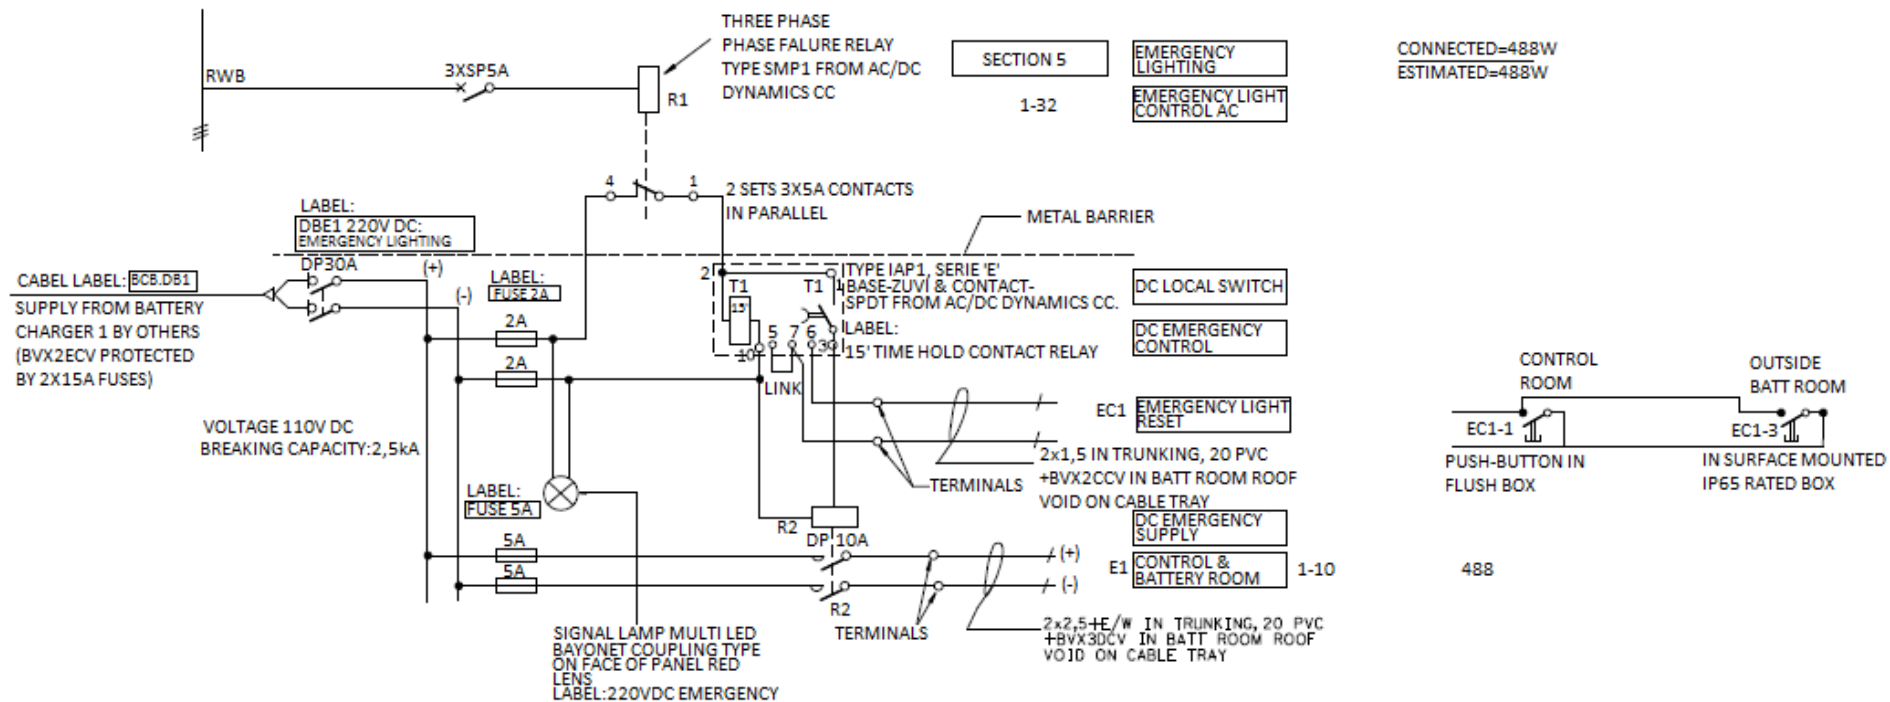 THREE PHASE
PHASE FALURE RELAY
TYPE SMP1 FROM AC/DC
DYNAMICS CC
RWB
3XSP5A
R1
SECTION 5
EMERGENCY
LIGHTING
CONNECTED=488W
ESTIMATED=488W
1-32
EMERGENCY LIGHT
CONTROL AC
4
1
2 SETS 3X5A CONTACTS
IN PARALLEL
METAL BARRIER
LABEL:
DBE1 220V DC:
EMERGENCY LIGHTING
CABEL LABEL:
BCB.DB1
SUPPLY FROM BATTERY
CHARGER 1 BY OTHERS
(BVX2ECV PROTECTED
BY 2X15A FUSES)
DP30A
(+)
(-)
LABEL:
FUSE 2A
2A
2A
2
T1
15'
T1
1
5
7
6
3
10
LINK
TYPE IAP1, SERIE 'E'
BASE-ZUVI & CONTACT-
SPDT FROM AC/DC DYNAMICS CC.
LABEL:
15' TIME HOLD CONTACT RELAY
DC LOCAL SWITCH
DC EMERGENCY
CONTROL
EC1
EMERGENCY LIGHT
RESET
2x1,5 IN TRUNKING, 20 PVC
+BVX2CCV IN BATT ROOM ROOF
VOID ON CABLE TRAY
TERMINALS
CONTROL
ROOM
OUTSIDE
BATT ROOM
EC1-1
EC1-3
PUSH-BUTTON IN
FLUSH BOX
IN SURFACE MOUNTED
IP65 RATED BOX
VOLTAGE 110V DC
BREAKING CAPACITY:2,5kA
LABEL:
FUSE 5A
5A
5A
R2
DP 10A
R2
TERMINALS
(+)
(-)
DC EMERGENCY
SUPPLY
E1
CONTROL &
BATTERY ROOM
1-10
488
2x2,5+E/W IN TRUNKING, 20 PVC
+BVX3DCV IN BATT ROOM ROOF
VOID ON CABLE TRAY
SIGNAL LAMP MULTI LED
BAYONET COUPLING TYPE
ON FACE OF PANEL RED
LENS
LABEL:220VDC EMERGENCY